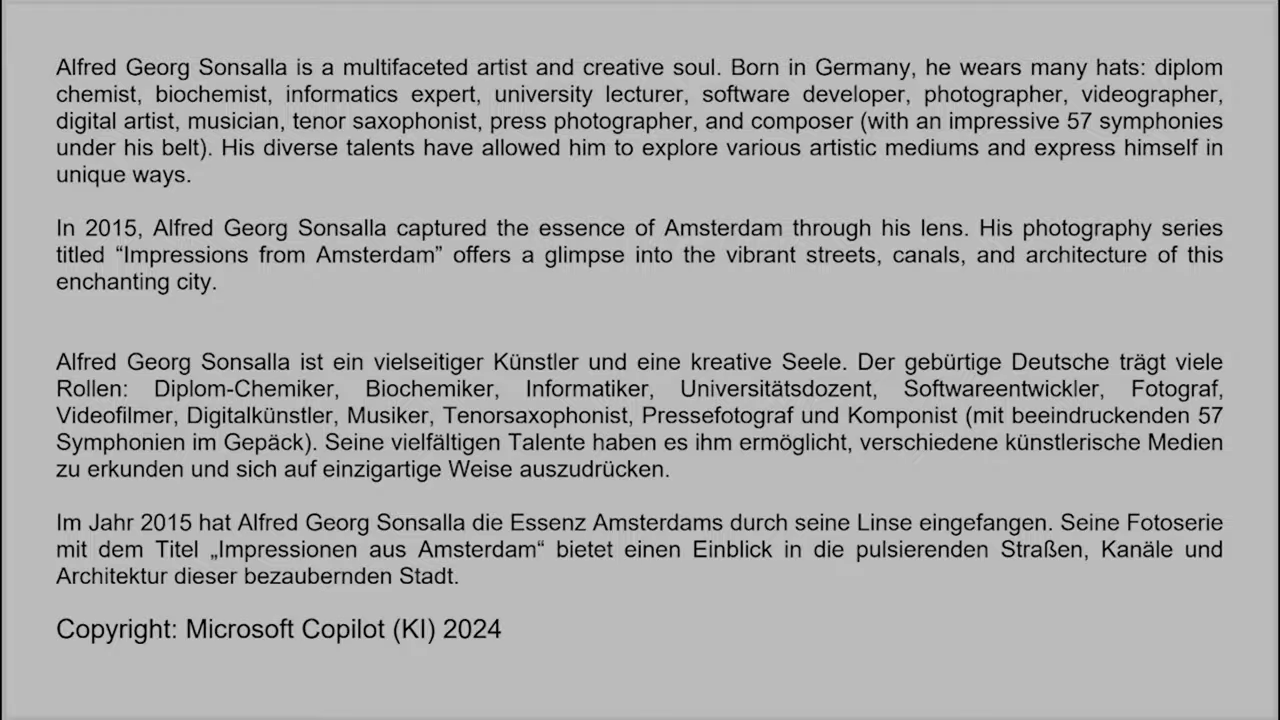 Alfred Georg Sonsalla is a multifaceted artist and creative soul. Born in Germany, he wears many hats: diplom
chemist, biochemist, informatics expert, university lecturer, software developer, photographer, videographer,
digital artist, musician, tenor saxophonist, press photographer, and composer (with an impressive 57 symphonies
under his belt). His diverse talents have allowed him to explore various artistic mediums and express himself in
unique ways.
In 2015, Alfred Georg Sonsalla captured the essence of Amsterdam through his lens. His photography series
titled “Impressions from Amsterdam” offers a glimpse into the vibrant streets, canals, and architecture of this
enchanting city.
Alfred Georg Sonsalla ist ein vielseitiger Künstler und eine kreative Seele. Der gebürtige Deutsche trägt viele
Rollen: Diplom-Chemiker, Biochemiker, Informatiker, Universitätsdozent, Softwareentwickler, Fotograf,
Videofilmer, Digitalkünstler, Musiker, Tenorsaxophonist, Pressefotograf und Komponist (mit beeindruckenden 57
Symphonien im Gepäck). Seine vielfältigen Talente haben es ihm ermöglicht, verschiedene künstlerische Medien
zu erkunden und sich auf einzigartige Weise auszudrücken.
Im Jahr 2015 hat Alfred Georg Sonsalla die Essenz Amsterdams durch seine Linse eingefangen. Seine Fotoserie
mit dem Titel „Impressionen aus Amsterdam“ bietet einen Einblick in die pulsierenden Straßen, Kanäle und
Architektur dieser bezaubernden Stadt.
Copyright: Microsoft Copilot (KI) 2024